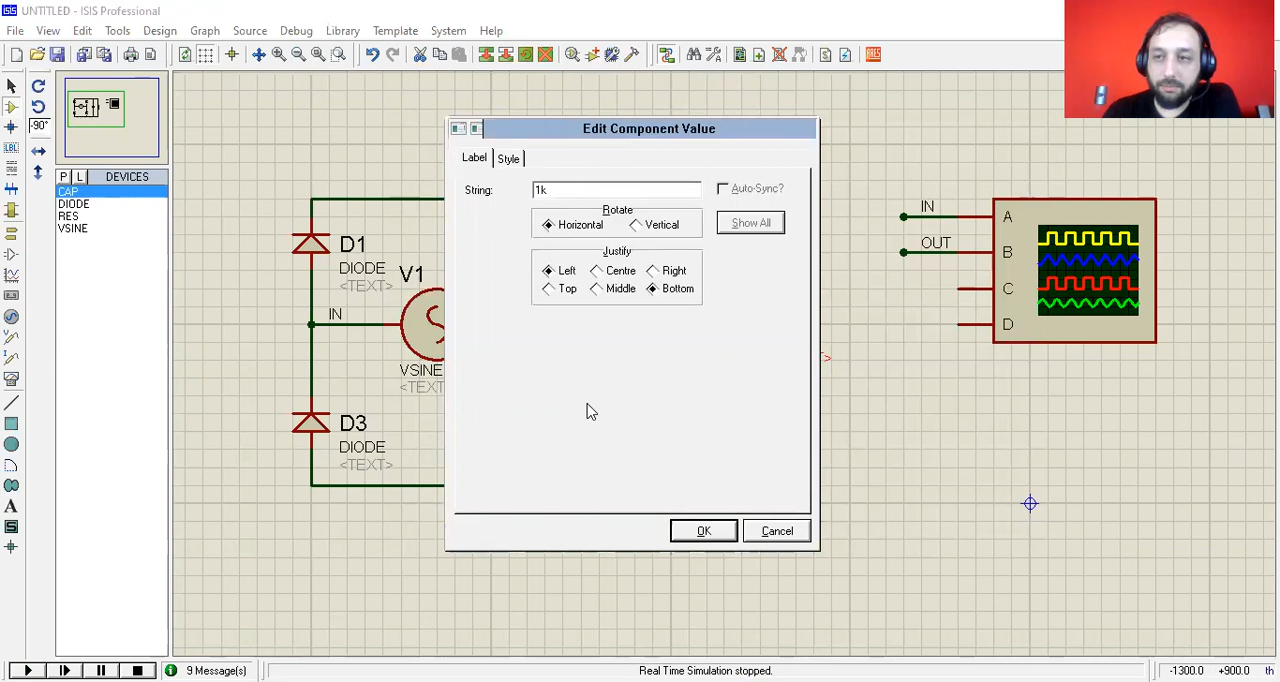 UNTITLED - ISIS Professional
File View Edit Tools Design Graph Source Debug Library Template System Help
-90°
P L DEVICES
CAP
DIODE
RES
VSINE
LBL
A
S
D1
DIODE
<TEXT>
V1
IN
VSINE
<TEXT
D3
DIODE
<TEXT>
Edit Component Value
Label Style
String: 1k Auto-Sync?
Rotate
Horizontal Vertical Show All
Justify
Left Centre Right
Top Middle Bottom
OK Cancel
>
IN A
OUT B
C
D
9 Message(s) Real Time Simulation stopped. -1300.0 +900.0 th